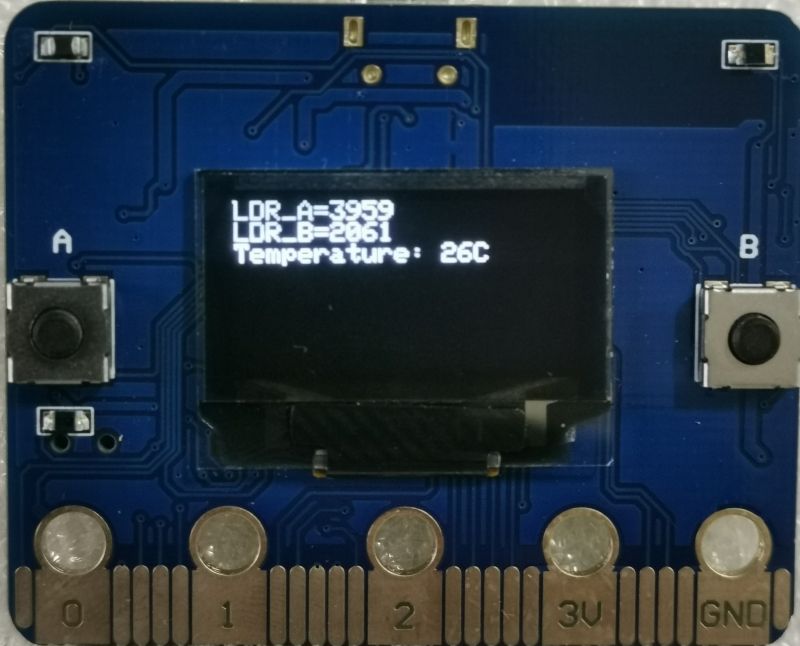 LDR_A=3959
LDR_B=2061
Temperature: 26C
A
B
0
1
2
3V
GND